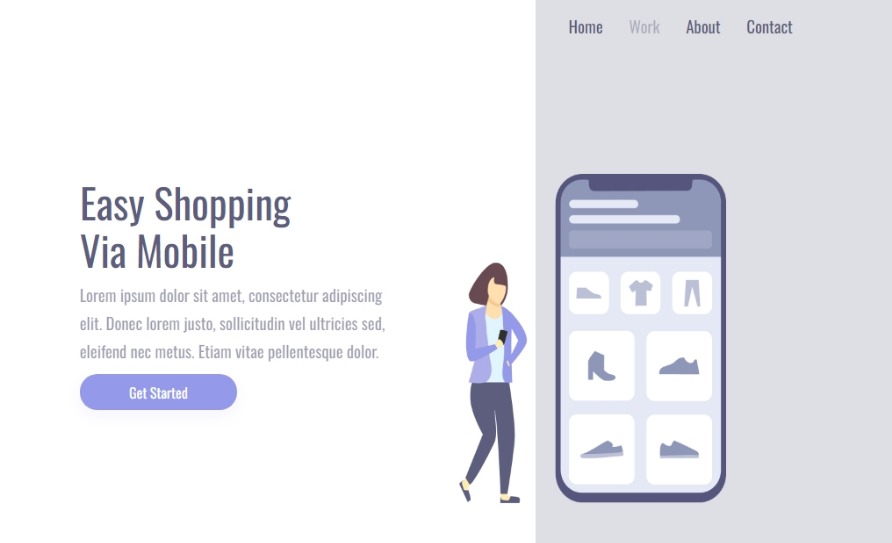 Home Work About Contact
Easy Shopping
Via Mobile
Lorem ipsum dolor sit amet, consectetur adipiscing
elit. Donec lorem justo, sollicitudin vel ultricies sed,
eleifend nec metus. Etiam vitae pellentesque dolor.
Get Started